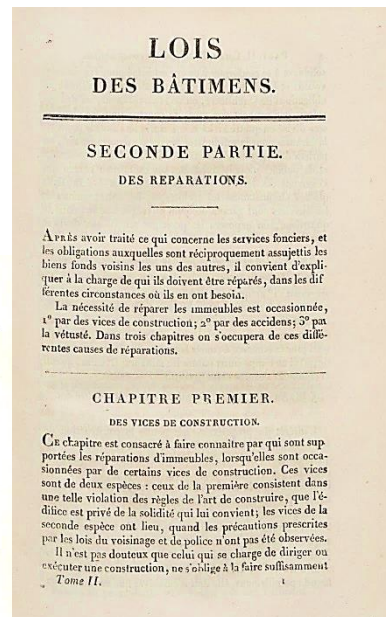 LOIS
DES BÂTIMENS.
SECONDE PARTIE.
DES REPARATIONS.
APRÈS avoir traité ce qui concerne les services fonciers, et
les obligations auxquelles sont réciproquement assujettis les
biens fonds voisins les uns des autres, il convient d'expli-
quer à la charge de qui ils doivent être réparés, dans les dif
férentes circonstances où ils en ont besoin.
La nécessité de réparer les immeubles est occasionnée,
1° par des vices de construction; 2° par des accidens; 3° par
la vétusté. Dans trois chapitres on s'occupera de ces diffé-
rentes causes de réparations.
CHAPITRE PREMIER.
DES VICES DE CONSTRUCTION.
CE chapitre est consacré à faire connaître par qui sont sup
portées les réparations d'immeubles, lorsqu'elles sont occa-
sionnées par de certains vices de construction. Ces vices
sont de deux espèces : ceux de la première consistent dans
une telle violation des règles de l'art de construire, que l'é-
difice est privé de la solidité qui lui convient; les vices de la
seconde espèce ont lieu, quand les précautions prescrites
par les lois du voisinage et de police n'ont pas été observées.
Il n'est pas douteux que celui qui se charge de diriger ou
exécuter une construction, ne s'oblige à la faire suffisamment
Tome II. 1